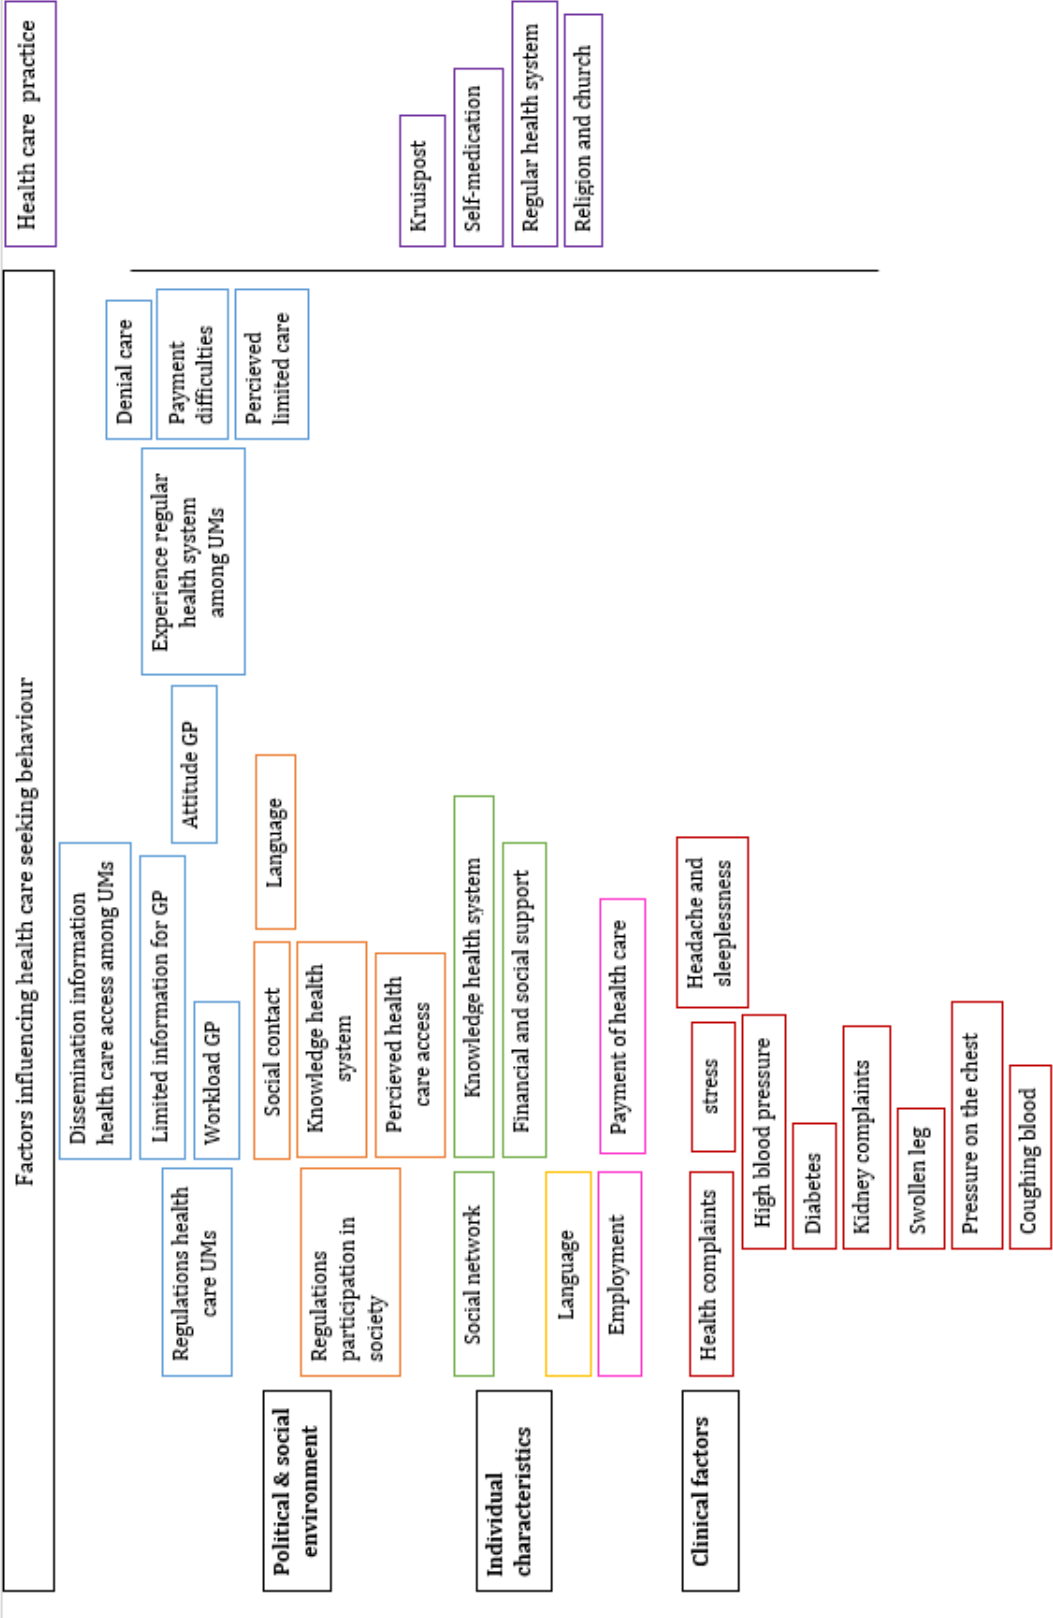 Factors influencing health care seeking behaviour
Health care practice
Political & social
environment
Regulations health
care UMs
Dissemination information
health care access among UMs
Limited information for GP
Workload GP
Attitude GP
Experience regular
health system
among UMs
Denial care
Payment
difficulties
Percieved
limited care
Regulations
participation in
society
Social contact
Language
Knowledge health
system
Percieved health
care access
Individual
characteristics
Social network
Knowledge health system
Financial and social support
Language
Employment
Payment of health care
Clinical factors
Health complaints
stress
Headache and
sleeplessness
High blood pressure
Diabetes
Kidney complaints
Swollen leg
Pressure on the chest
Coughing blood
Kruispost
Self-medication
Regular health system
Religion and church